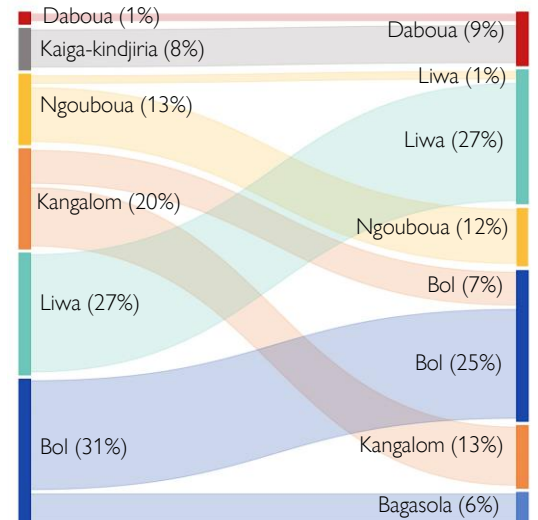 Daboua (1%)
Kaiga-kindjiria (8%)
Ngouboua (13%)
Kangalom (20%)
Liwa (27%)
Bol (31%)
Daboua (9%)
Liwa (1%)
Liwa (27%)
Ngouboua (12%)
Bol (7%)
Bol (25%)
Kangalom (13%)
Bagasola (6%)